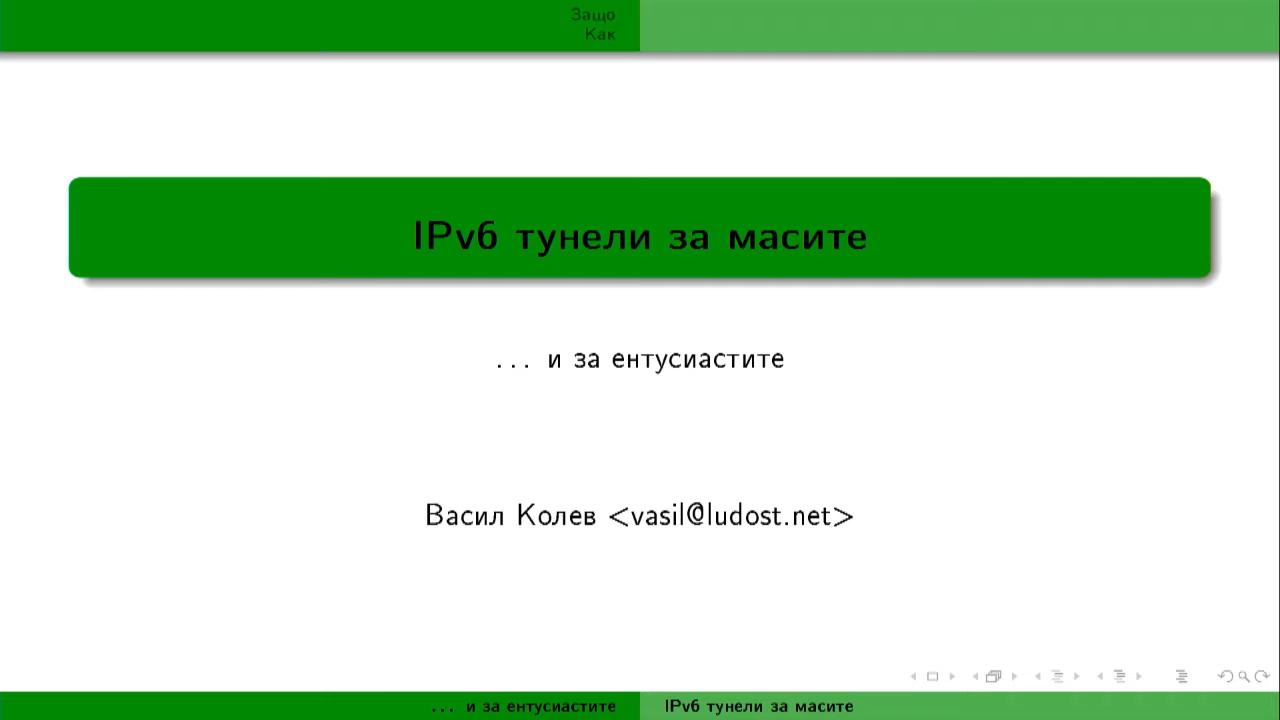 Защо
Как
IPv6 тунели за масите
... и за ентусиастите
Васил Колев <vasil@ludost.net>
... и за ентусиастите
IPv6 тунели за масите